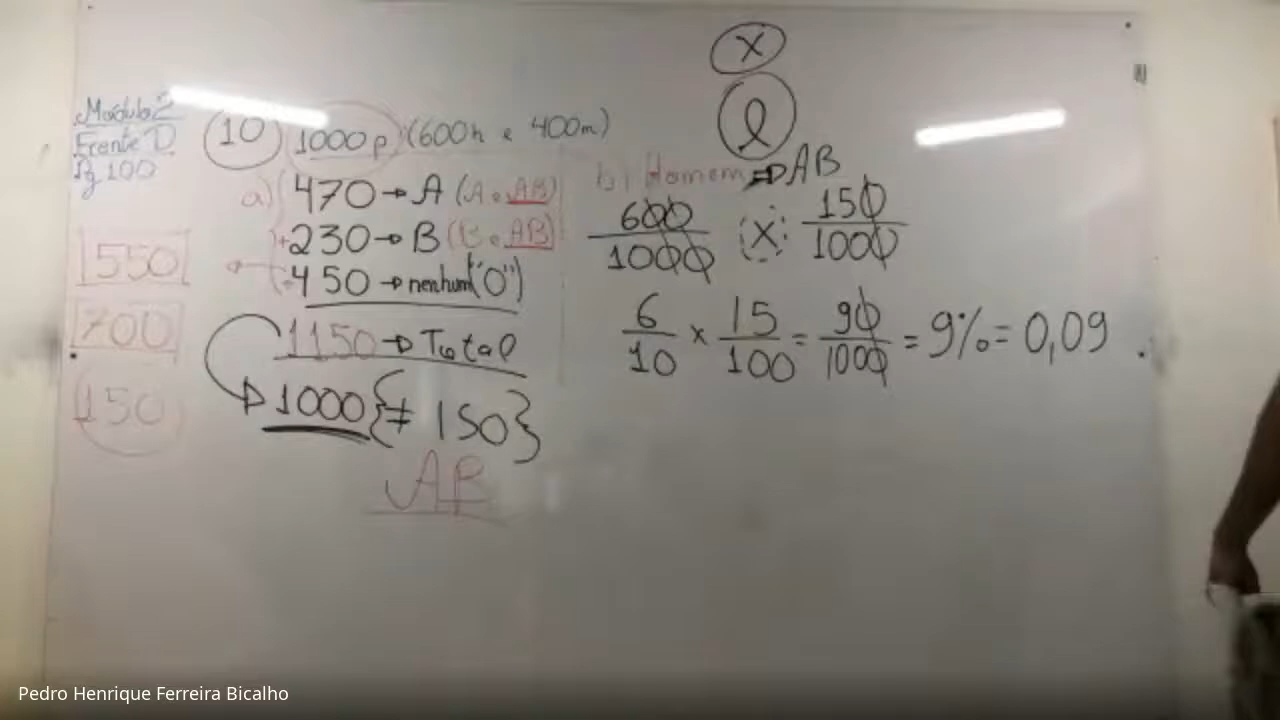 Módulo 2
Frente D
Pg 100
10 1000 p (600h e 400m)
a) 470 → A (A e AB)
+230 → B (B e AB)
+450 → nenhum ("O")
1150 → Total
1000 {≠ 150}
AB
550
700
150
X
e
b) Homem → AB
600/1000 x 150/1000
6/10 x 15/100 = 90/1000 = 9% = 0,09
Pedro Henrique Ferreira Bicalho